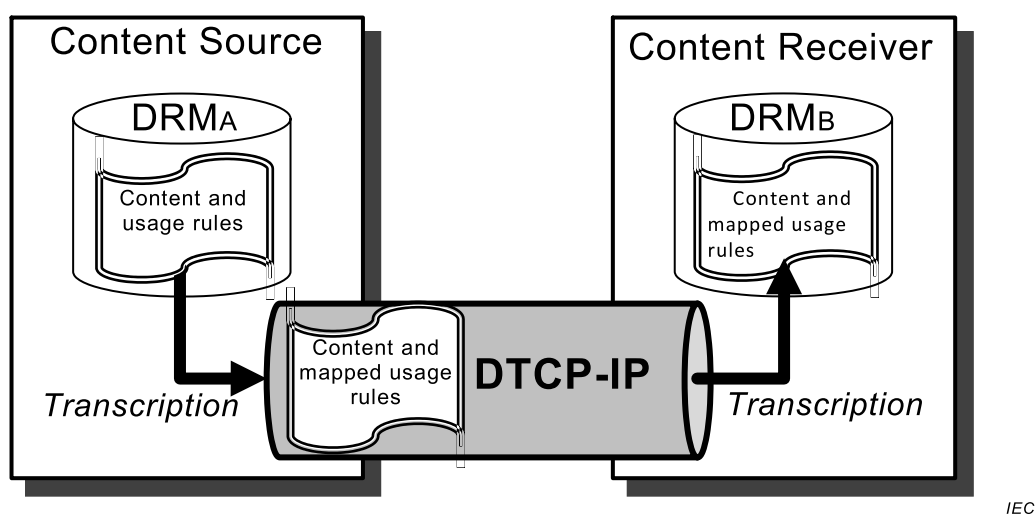 Content Source
DRMA
Content and
usage rules
Transcription
Content and
mapped usage
rules
DTCP-IP
Content Receiver
DRMB
Content and
mapped usage
rules
Transcription
IEC